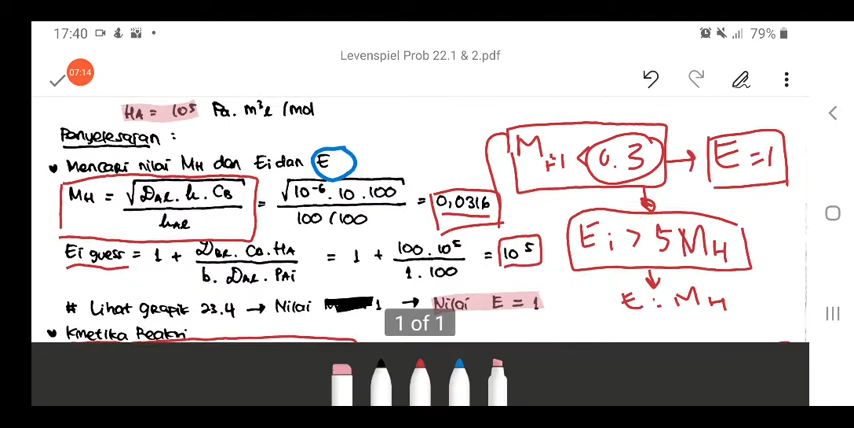 17:40
79%
Levenspiel Prob 22.1 & 2.pdf
07:14
HA = 10⁵ Pa. m³l /mol
Penyelesaian :
• Mencari nilai MH dan Ei dan E
MH = √DAl. k. CB / kAl = √10⁻⁶. 10. 100 / 100/100 = 0,0316
Ei guess = 1 + DBl. CB. HA / b. DAl. PAi = 1 + 100. 10⁵ / 1. 100 = 10⁵
# Lihat grafik 23.4 → Nilai 1 → Nilai E = 1
• Kinetika Reaksi
MH < 0.3 → E = 1
Ei > 5 MH
E : MH
1 of 1